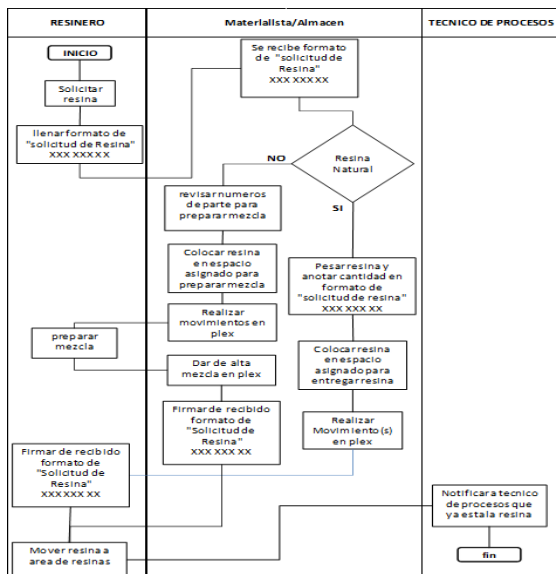 RESINERO
Materialista/Almacen
TECNICO DE PROCESOS
INICIO
Solicitar
resina
llenar formato de
"solicitud de Resina"
XXX XXX XX
Se recibe formato
de "solicitud de
Resina"
XXX XXX XX
Resina
Natural
NO
SI
revisar numeros
de parte para
preparar mezcla
Colocar resina
en espacio
asignado para
preparar mezcla
Realizar
movimientos en
plex
preparar
mezcla
Dar de alta
mezcla en plex
Firmar de recibido
formato de
"Solicitud de
Resina"
XXX XXX XX
Pesar resina y
anotar cantidad en
formato de
"solicitud de resina"
XXX XXX XX
Colocar resina
en espacio
asignado para
entregar resina
Realizar
Movimiento(s)
en plex
Firmar de recibido
formato de
"Solicitud de
Resina"
XXX XXX XX
Mover resina a
area de resinas
Notificar a tecnico
de procesos que
ya esta la resina
fin